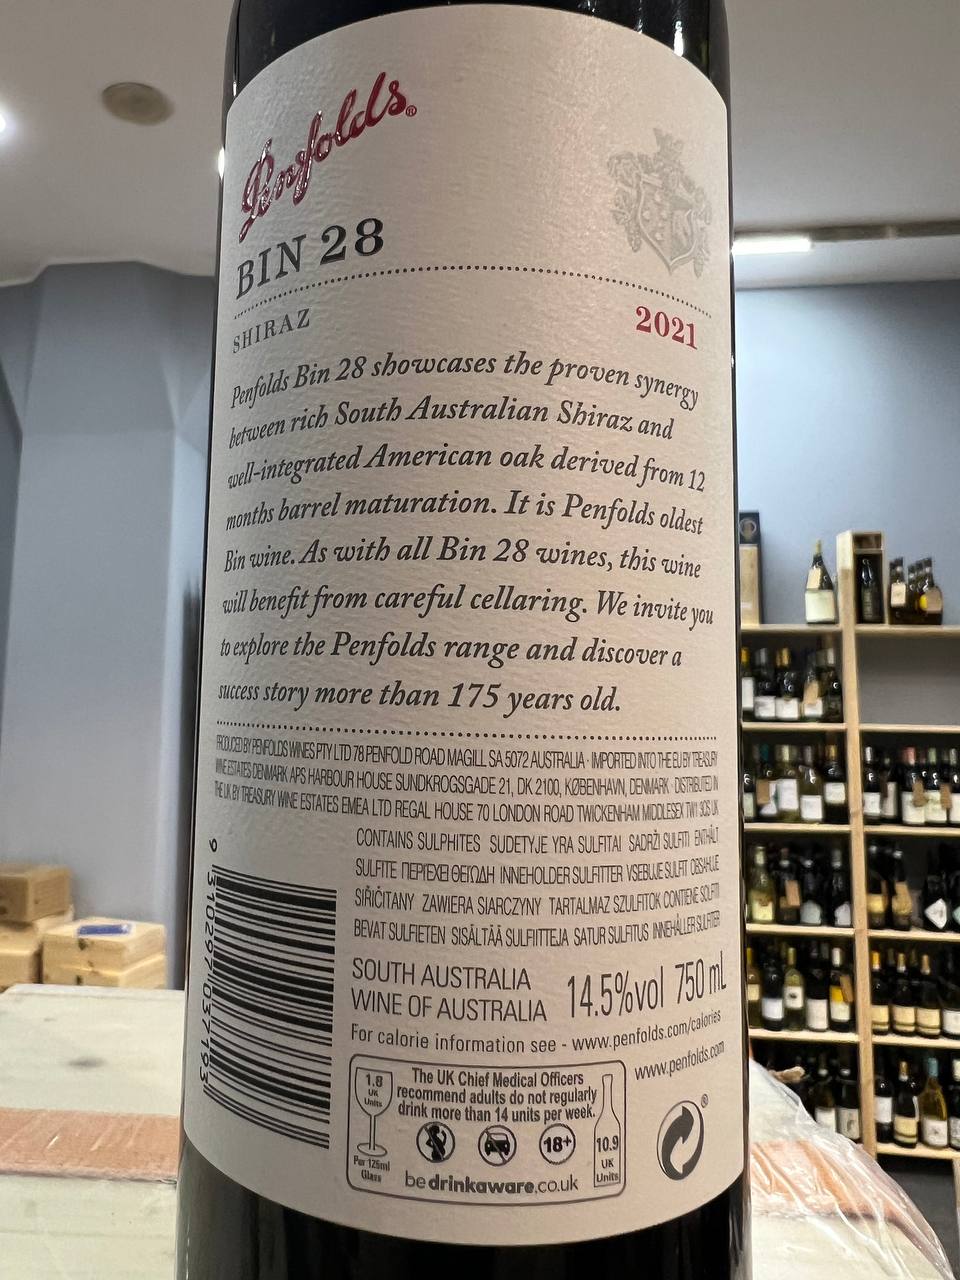 Penfolds®
BIN 28
SHIRAZ 2021
Penfolds Bin 28 showcases the proven synergy
between rich South Australian Shiraz and
well-integrated American oak derived from 12
months barrel maturation. It is Penfolds oldest
Bin wine. As with all Bin 28 wines, this wine
will benefit from careful cellaring. We invite you
to explore the Penfolds range and discover a
success story more than 175 years old.
PRODUCED BY PENFOLDS WINES PTY LTD 78 PENFOLD ROAD MAGILL SA 5072 AUSTRALIA · IMPORTED INTO THE EU BY TREASURY
WINE ESTATES DENMARK APS HARBOUR HOUSE SUNDKROGSGADE 21, DK 2100, KØBENHAVN, DENMARK · DISTRIBUTED IN
THE UK BY TREASURY WINE ESTATES EMEA LTD REGAL HOUSE 70 LONDON ROAD TWICKENHAM MIDDLESEX TW1 3QS UK
CONTAINS SULPHITES SUDETYJE YRA SULFITAI SADRŽI SULFITI ENTHÄLT
SULFITE ΠΕΡΙΈΧΕΙ ΘΕΙΏΔΗ INNEHOLDER SULFITTER VSEBUJE SULFIT OBSAHUJE
SIŘIČITANY ZAWIERA SIARCZYNY TARTALMAZ SZULFITOK CONTIENE SOLFITI
BEVAT SULFIETEN SISÄLTÄÄ SULFIITTEJA SATUR SULFITUS INNEHÅLLER SULFITER
SOUTH AUSTRALIA
WINE OF AUSTRALIA 14.5%vol 750 mL
For calorie information see - www.penfolds.com/calories
www.penfolds.com
The UK Chief Medical Officers
recommend adults do not regularly
drink more than 14 units per week.
1.8
UK
Units
Per 125ml
Glass
18+
10.9
UK
Units
bedrinkaware.co.uk
®
9 310297 037193